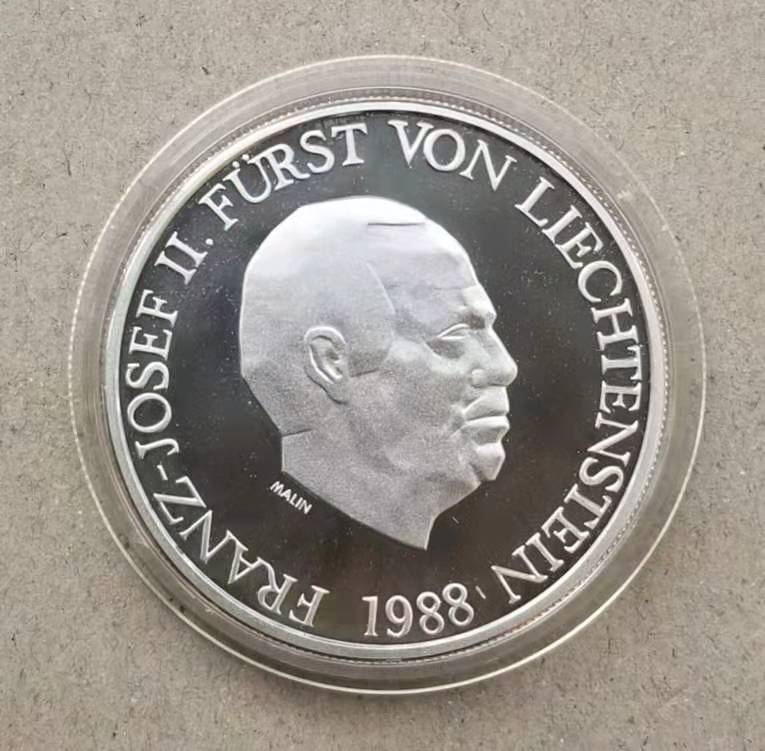 FRANZ-JOSEF II. FÜRST VON LIECHTENSTEIN
1988
MALIN